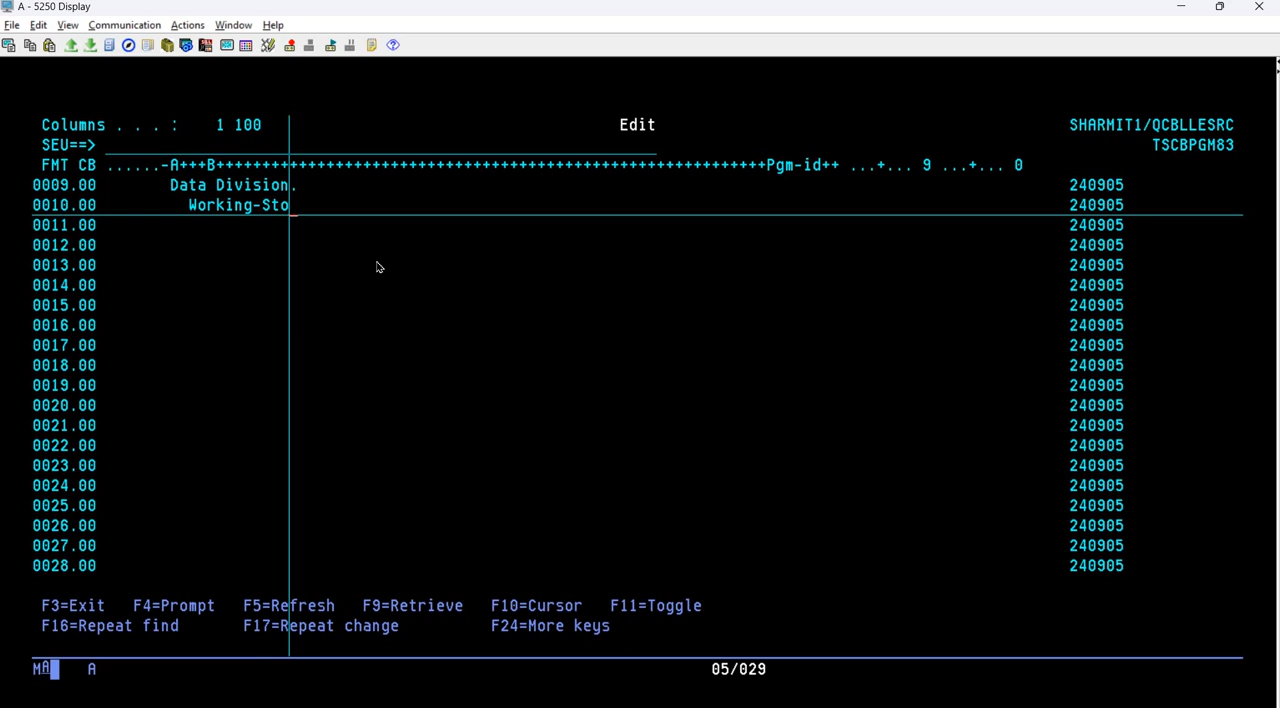 A - 5250 Display
File Edit View Communication Actions Window Help
Columns . . . : 1 100 Edit SHARMIT1/QCBLLESRC
SEU==> TSCBPGM83
FMT CB ......-A+++B++++++++++++++++++++++++++++++++++++++++++++++++++++++++++++Pgm-id++ ...+... 9 ...+... 0
0009.00 Data Division. 240905
0010.00 Working-Sto 240905
0011.00 240905
0012.00 240905
0013.00 240905
0014.00 240905
0015.00 240905
0016.00 240905
0017.00 240905
0018.00 240905
0019.00 240905
0020.00 240905
0021.00 240905
0022.00 240905
0023.00 240905
0024.00 240905
0025.00 240905
0026.00 240905
0027.00 240905
0028.00 240905
F3=Exit F4=Prompt F5=Refresh F9=Retrieve F10=Cursor F11=Toggle
F16=Repeat find F17=Repeat change F24=More keys
MA A 05/029